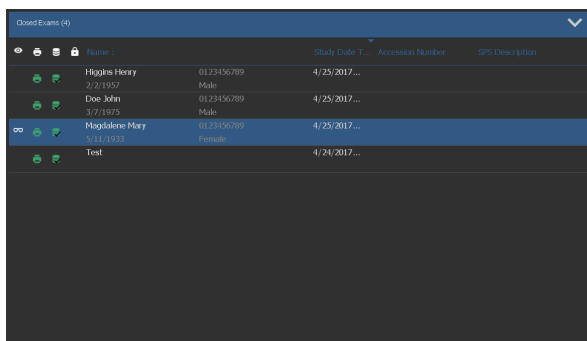 Closed Exams (4)
Name : Study Date T... Accession Number SPS Description
Higgins Henry 0123456789 4/25/2017...
2/2/1957 Male
Doe John 0123456789 4/25/2017...
3/7/1975 Male
Magdalene Mary 0123456789 4/25/2017...
5/11/1933 Female
Test 4/24/2017...